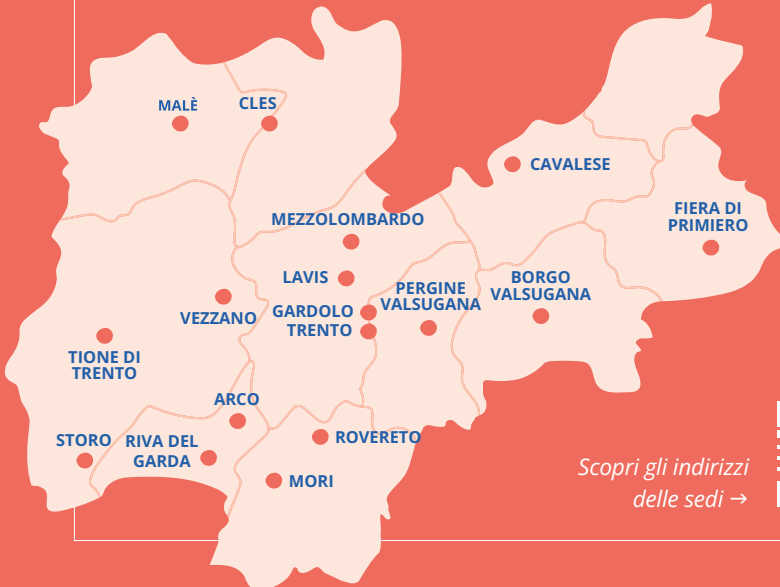 MALÈ
CLES
CAVALESE
FIERA DI
PRIMIERO
MEZZOLOMBARDO
LAVIS
PERGINE
VALSUGANA
BORGO
VALSUGANA
VEZZANO
GARDOLO
TRENTO
TIONE DI
TRENTO
ARCO
STORO
RIVA DEL
GARDA
ROVERETO
MORI
Scopri gli indirizzi
delle sedi →